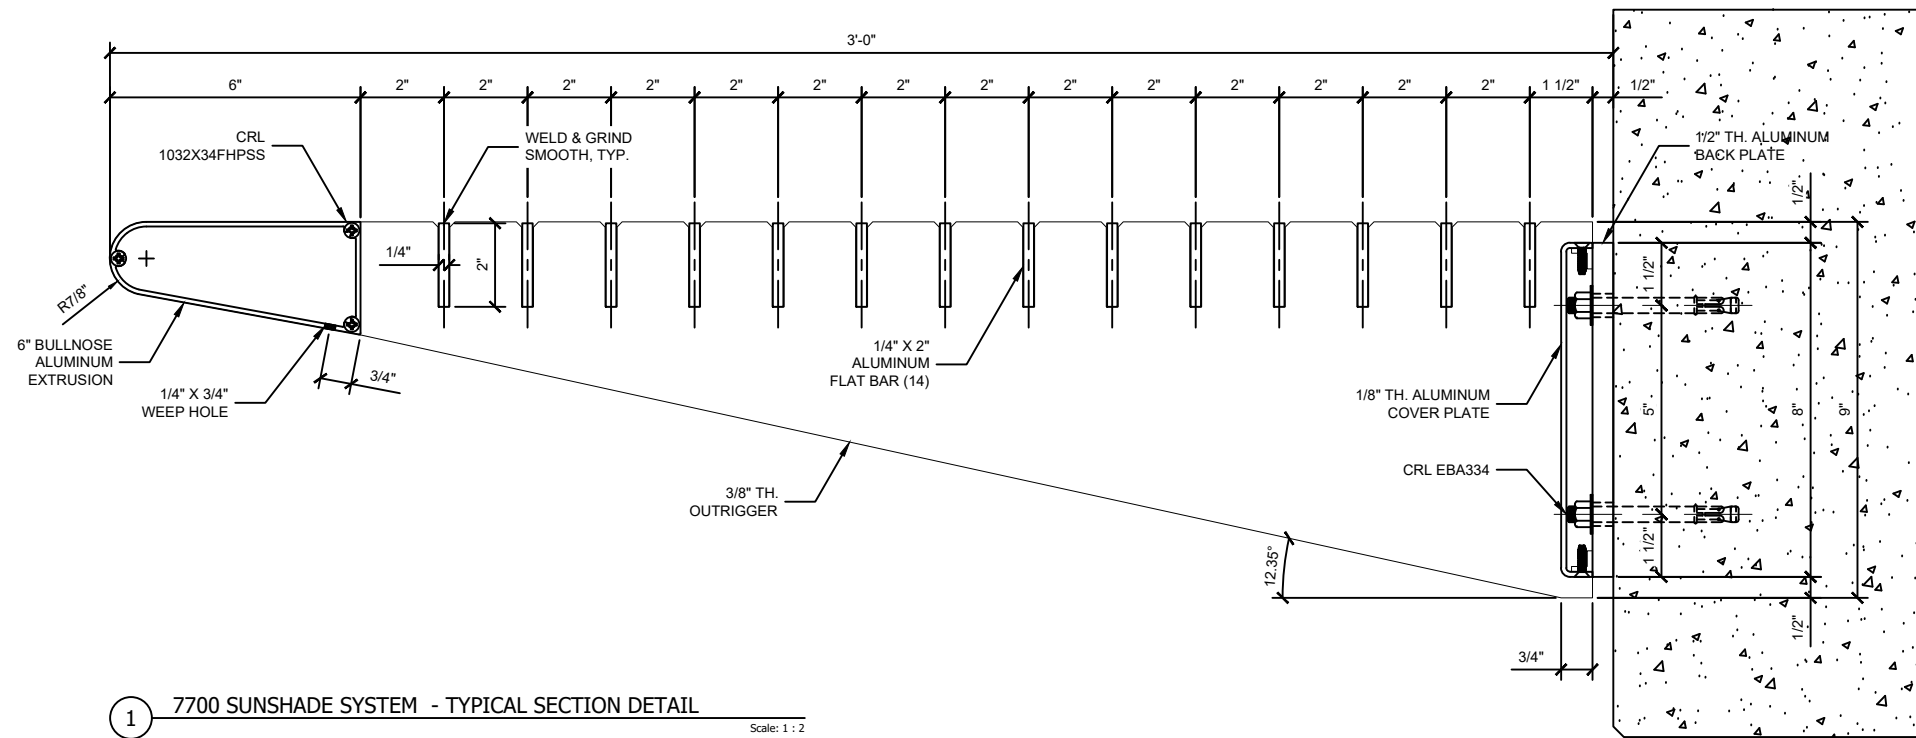 3'-0"
6"
2"
2"
2"
2"
2"
2"
2"
2"
2"
2"
2"
2"
2"
2"
1 1/2"
1/2"
CRL
1032X34FHPSS
WELD & GRIND
SMOOTH, TYP.
1/2" TH. ALUMINUM
BACK PLATE
1/2"
1/4"
2"
1 1/2"
R7/8"
6" BULLNOSE
ALUMINUM
EXTRUSION
3/4"
1/4" X 3/4"
WEEP HOLE
1/4" X 2"
ALUMINUM
FLAT BAR (14)
1/8" TH. ALUMINUM
COVER PLATE
5"
8"
9"
CRL EBA334
3/8" TH.
OUTRIGGER
1 1/2"
12.35°
1/2"
3/4"
1
7700 SUNSHADE SYSTEM - TYPICAL SECTION DETAIL
Scale: 1 : 2